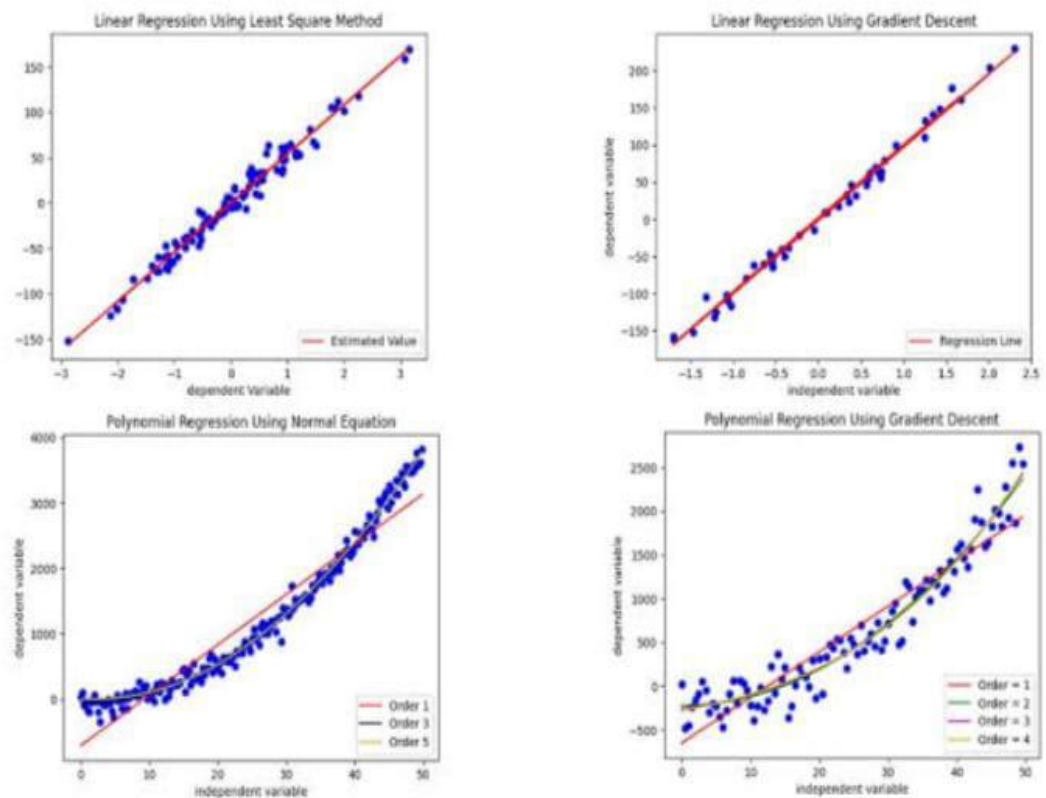 Linear Regression Using Least Square Method
150
100
50
0
−50
−100
−150
−3 −2 −1 0 1 2 3
dependent Variable
Estimated Value
Linear Regression Using Gradient Descent
dependent variable
200
150
100
50
0
−50
−100
−150
−1.5 −1.0 −0.5 0.0 0.5 1.0 1.5 2.0 2.5
independent variable
Regression Line
Polynomial Regression Using Normal Equation
dependent variable
4000
3000
2000
1000
0
0 10 20 30 40 50
independent variable
Order 1
Order 3
Order 5
Polynomial Regression Using Gradient Descent
dependent variable
2500
2000
1500
1000
500
0
−500
0 10 20 30 40 50
independent variable
Order = 1
Order = 2
Order = 3
Order = 4